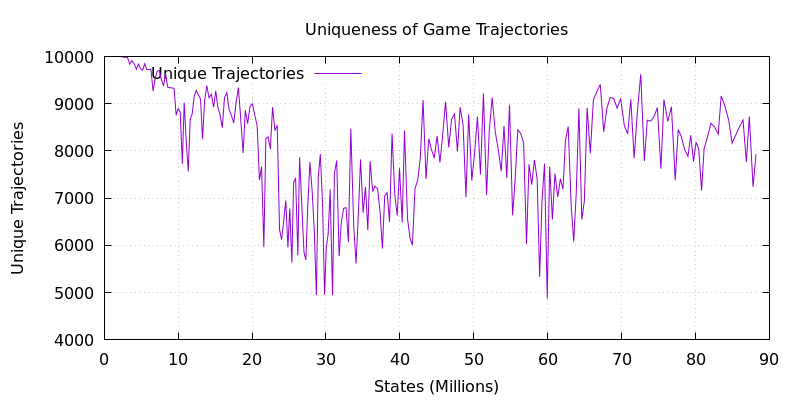 Uniqueness of Game Trajectories
Unique Trajectories
10000
9000
8000
7000
6000
5000
4000
Unique Trajectories
0 10 20 30 40 50 60 70 80 90
States (Millions)